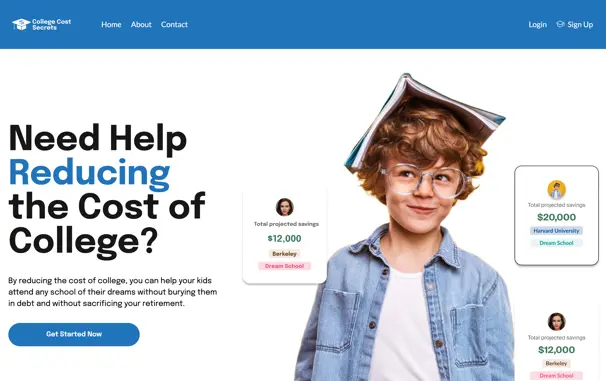 College Cost
Secrets
Home
About
Contact
Login
Sign Up
Need Help
Reducing
the Cost of
College?
By reducing the cost of college, you can help your kids
attend any school of their dreams without burying them
in debt and without sacrificing your retirement.
Get Started Now
Total projected savings
$12,000
Berkeley
Dream School
Total projected savings
$20,000
Harvard University
Dream School
Total projected savings
$12,000
Berkeley
Dream School